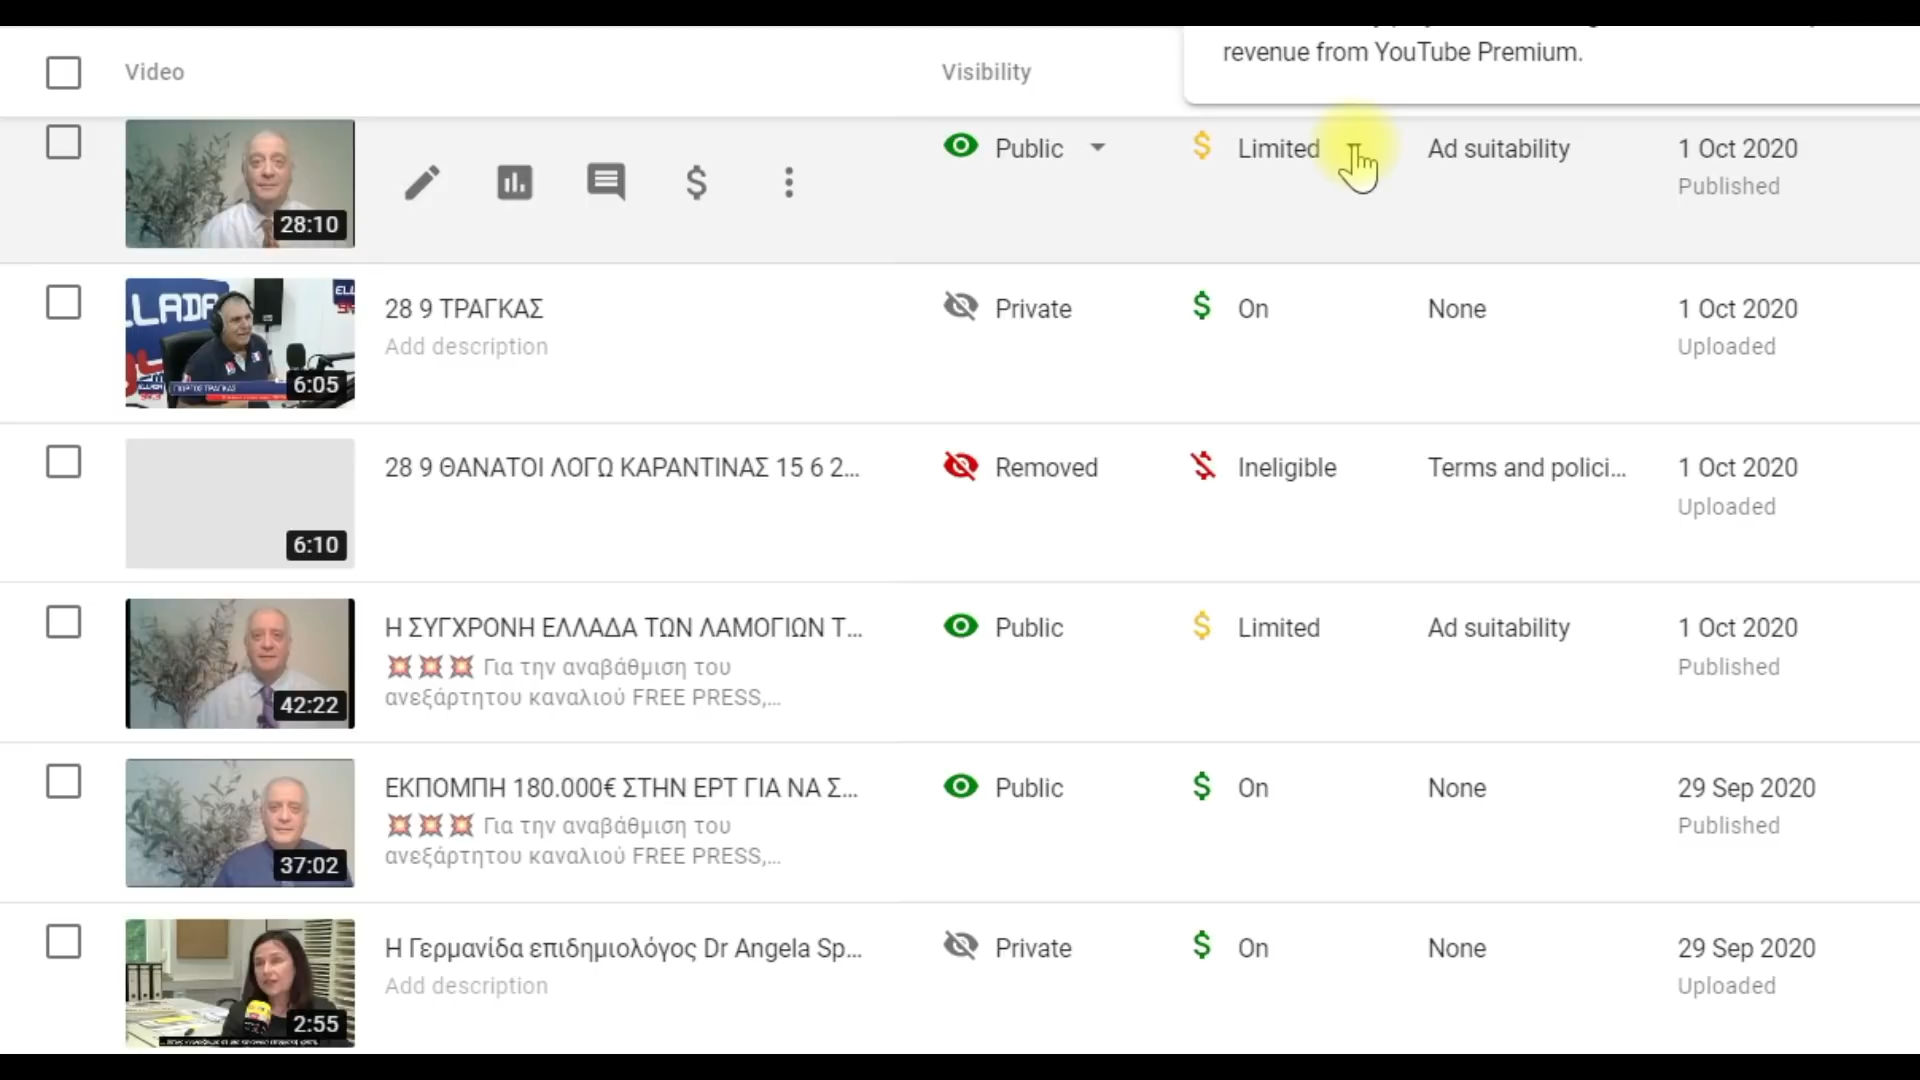 revenue from YouTube Premium.
Video
Visibility
28:10
Public
Limited
Ad suitability
1 Oct 2020
Published
LLADA
ELL
ΓΙΩΡΓΟΣ ΤΡΑΓΚΑΣ
6:05
28 9 ΤΡΑΓΚΑΣ
Add description
Private
On
None
1 Oct 2020
Uploaded
6:10
28 9 ΘΑΝΑΤΟΙ ΛΟΓΩ ΚΑΡΑΝΤΙΝΑΣ 15 6 2...
Removed
Ineligible
Terms and polici...
1 Oct 2020
Uploaded
42:22
Η ΣΥΓΧΡΟΝΗ ΕΛΛΑΔΑ ΤΩΝ ΛΑΜΟΓΙΩΝ Τ...
💥 💥 💥 Για την αναβάθμιση του
ανεξάρτητου καναλιού FREE PRESS,...
Public
Limited
Ad suitability
1 Oct 2020
Published
37:02
ΕΚΠΟΜΠΗ 180.000€ ΣΤΗΝ ΕΡΤ ΓΙΑ ΝΑ Σ...
💥 💥 💥 Για την αναβάθμιση του
ανεξάρτητου καναλιού FREE PRESS,...
Public
On
None
29 Sep 2020
Published
2:55
Η Γερμανίδα επιδημιολόγος Dr Angela Sp...
Add description
Private
On
None
29 Sep 2020
Uploaded